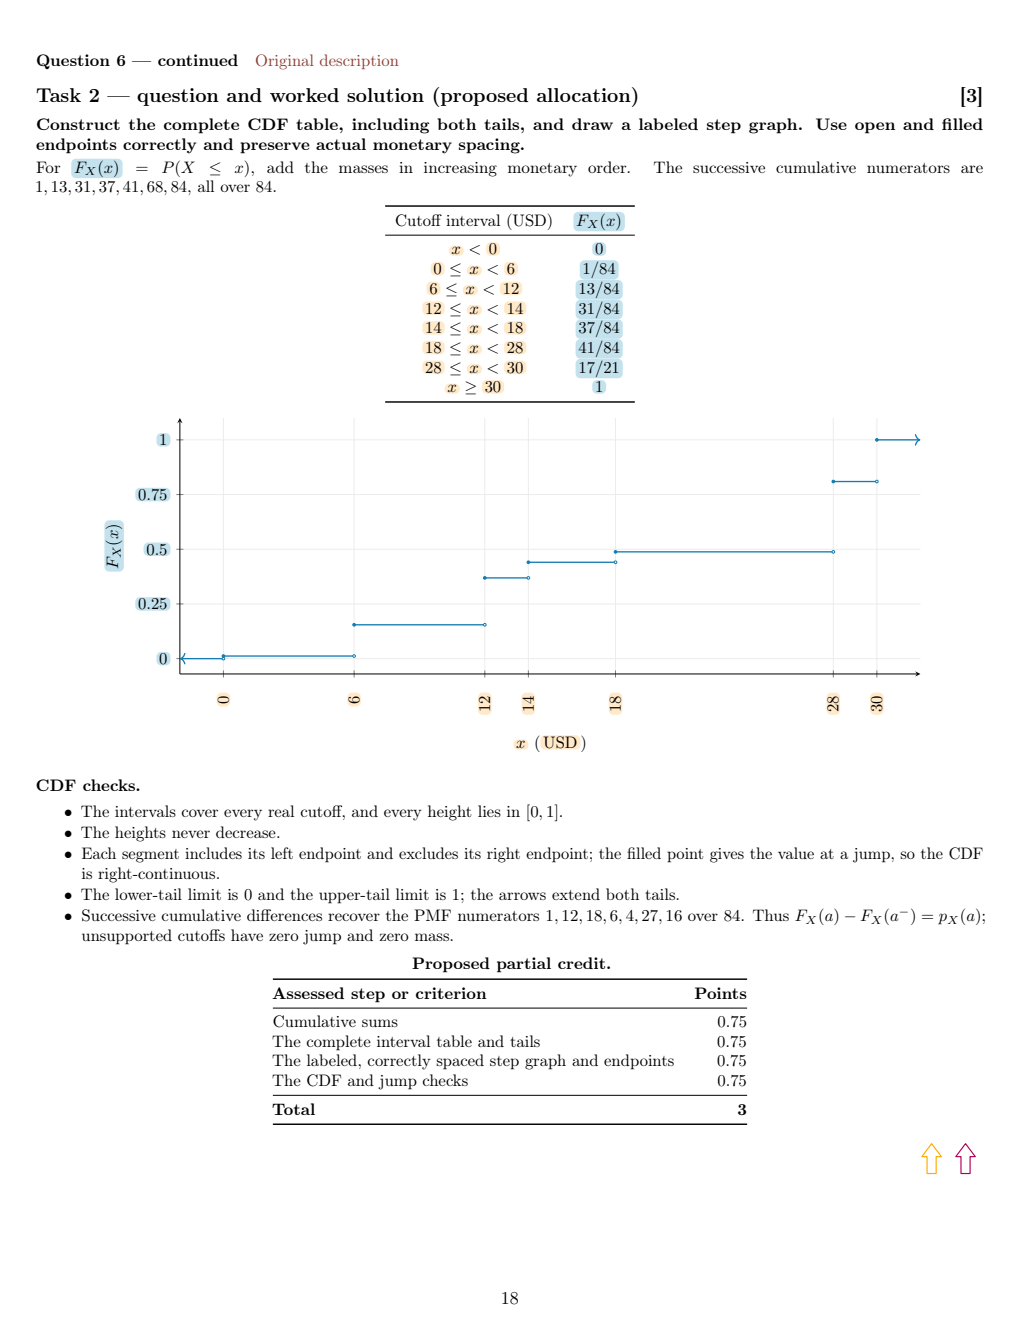 Question 6 — continued Original description
Task 2 — question and worked solution (proposed allocation) [3]
Construct the complete CDF table, including both tails, and draw a labeled step graph. Use open and filled
endpoints correctly and preserve actual monetary spacing.
For F_X(x) = P(X ≤ x), add the masses in increasing monetary order. The successive cumulative numerators are
1, 13, 31, 37, 41, 68, 84, all over 84.
Cutoff interval (USD) F_X(x)
x < 0 0
0 ≤ x < 6 1/84
6 ≤ x < 12 13/84
12 ≤ x < 14 31/84
14 ≤ x < 18 37/84
18 ≤ x < 28 41/84
28 ≤ x < 30 17/21
x ≥ 30 1
1
0.75
0.5
0.25
0
F_X(x)
0 6 12 14 18 28 30
x (USD)
CDF checks.
• The intervals cover every real cutoff, and every height lies in [0, 1].
• The heights never decrease.
• Each segment includes its left endpoint and excludes its right endpoint; the filled point gives the value at a jump, so the CDF
is right-continuous.
• The lower-tail limit is 0 and the upper-tail limit is 1; the arrows extend both tails.
• Successive cumulative differences recover the PMF numerators 1, 12, 18, 6, 4, 27, 16 over 84. Thus F_X(a) − F_X(a⁻) = p_X(a);
unsupported cutoffs have zero jump and zero mass.
Proposed partial credit.
Assessed step or criterion Points
Cumulative sums 0.75
The complete interval table and tails 0.75
The labeled, correctly spaced step graph and endpoints 0.75
The CDF and jump checks 0.75
Total 3
18